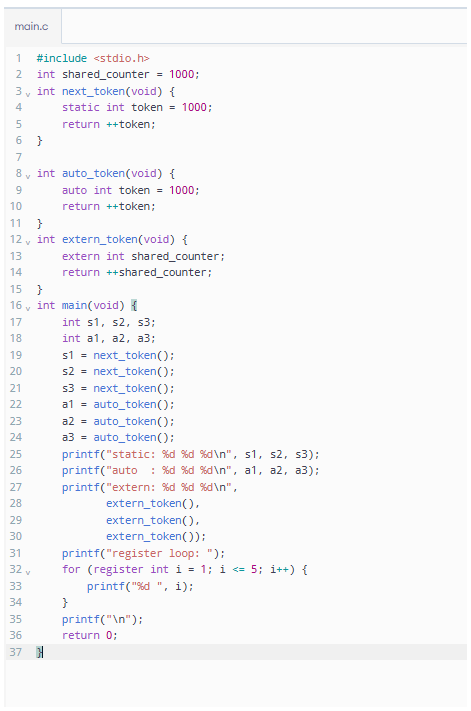 main.c
1 #include <stdio.h>
2 int shared_counter = 1000;
3 int next_token(void) {
4     static int token = 1000;
5     return ++token;
6 }
7
8 int auto_token(void) {
9     auto int token = 1000;
10     return ++token;
11 }
12 int extern_token(void) {
13     extern int shared_counter;
14     return ++shared_counter;
15 }
16 int main(void) {
17     int s1, s2, s3;
18     int a1, a2, a3;
19     s1 = next_token();
20     s2 = next_token();
21     s3 = next_token();
22     a1 = auto_token();
23     a2 = auto_token();
24     a3 = auto_token();
25     printf("static: %d %d %d\n", s1, s2, s3);
26     printf("auto  : %d %d %d\n", a1, a2, a3);
27     printf("extern: %d %d %d\n",
28            extern_token(),
29            extern_token(),
30            extern_token());
31     printf("register loop: ");
32     for (register int i = 1; i <= 5; i++) {
33         printf("%d ", i);
34     }
35     printf("\n");
36     return 0;
37 }